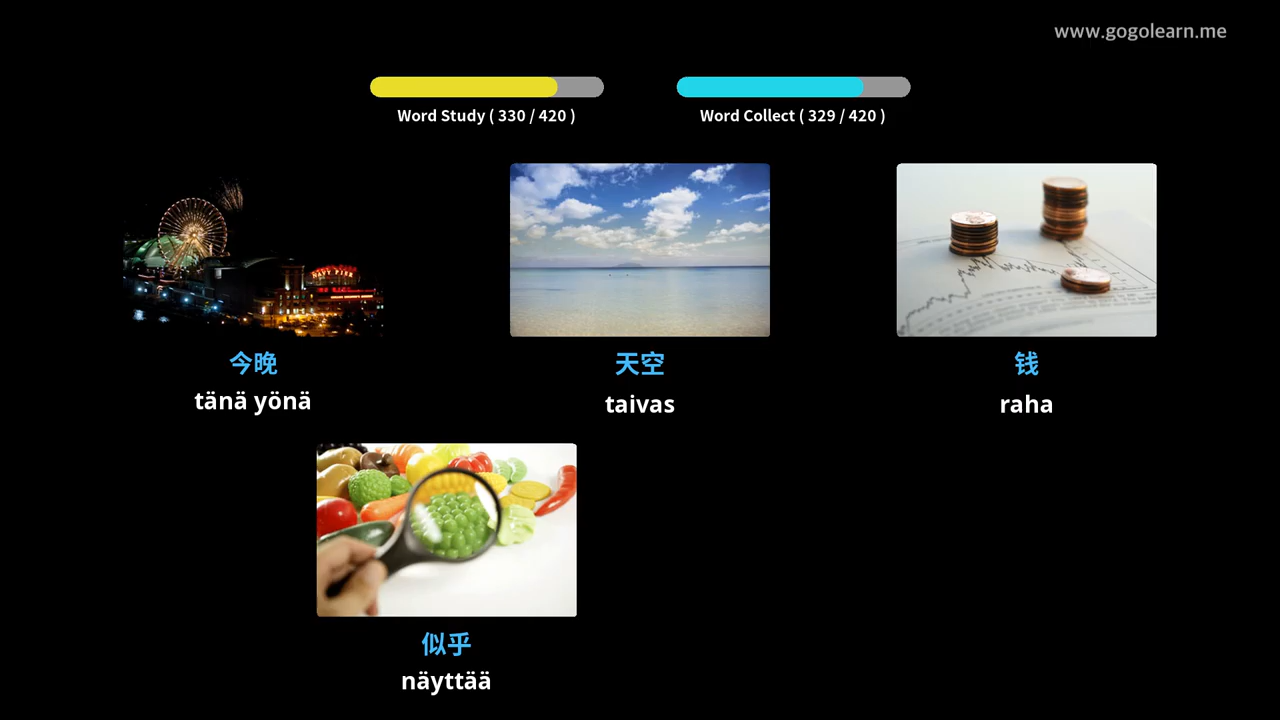 www.gogolearn.me
Word Study ( 330 / 420 )
Word Collect ( 329 / 420 )
今晚
tänä yönä
天空
taivas
钱
raha
似乎
näyttää